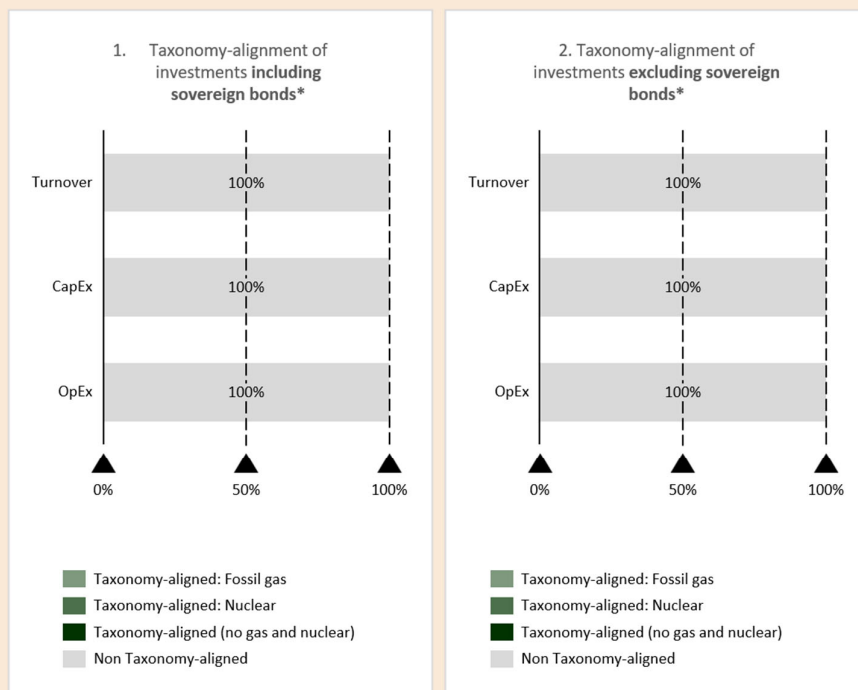 1. Taxonomy-alignment of
investments including
sovereign bonds*
Turnover
100%
CapEx
100%
OpEx
100%
0%
50%
100%
Taxonomy-aligned: Fossil gas
Taxonomy-aligned: Nuclear
Taxonomy-aligned (no gas and nuclear)
Non Taxonomy-aligned
2. Taxonomy-alignment of
investments excluding sovereign
bonds*
Turnover
100%
CapEx
100%
OpEx
100%
0%
50%
100%
Taxonomy-aligned: Fossil gas
Taxonomy-aligned: Nuclear
Taxonomy-aligned (no gas and nuclear)
Non Taxonomy-aligned